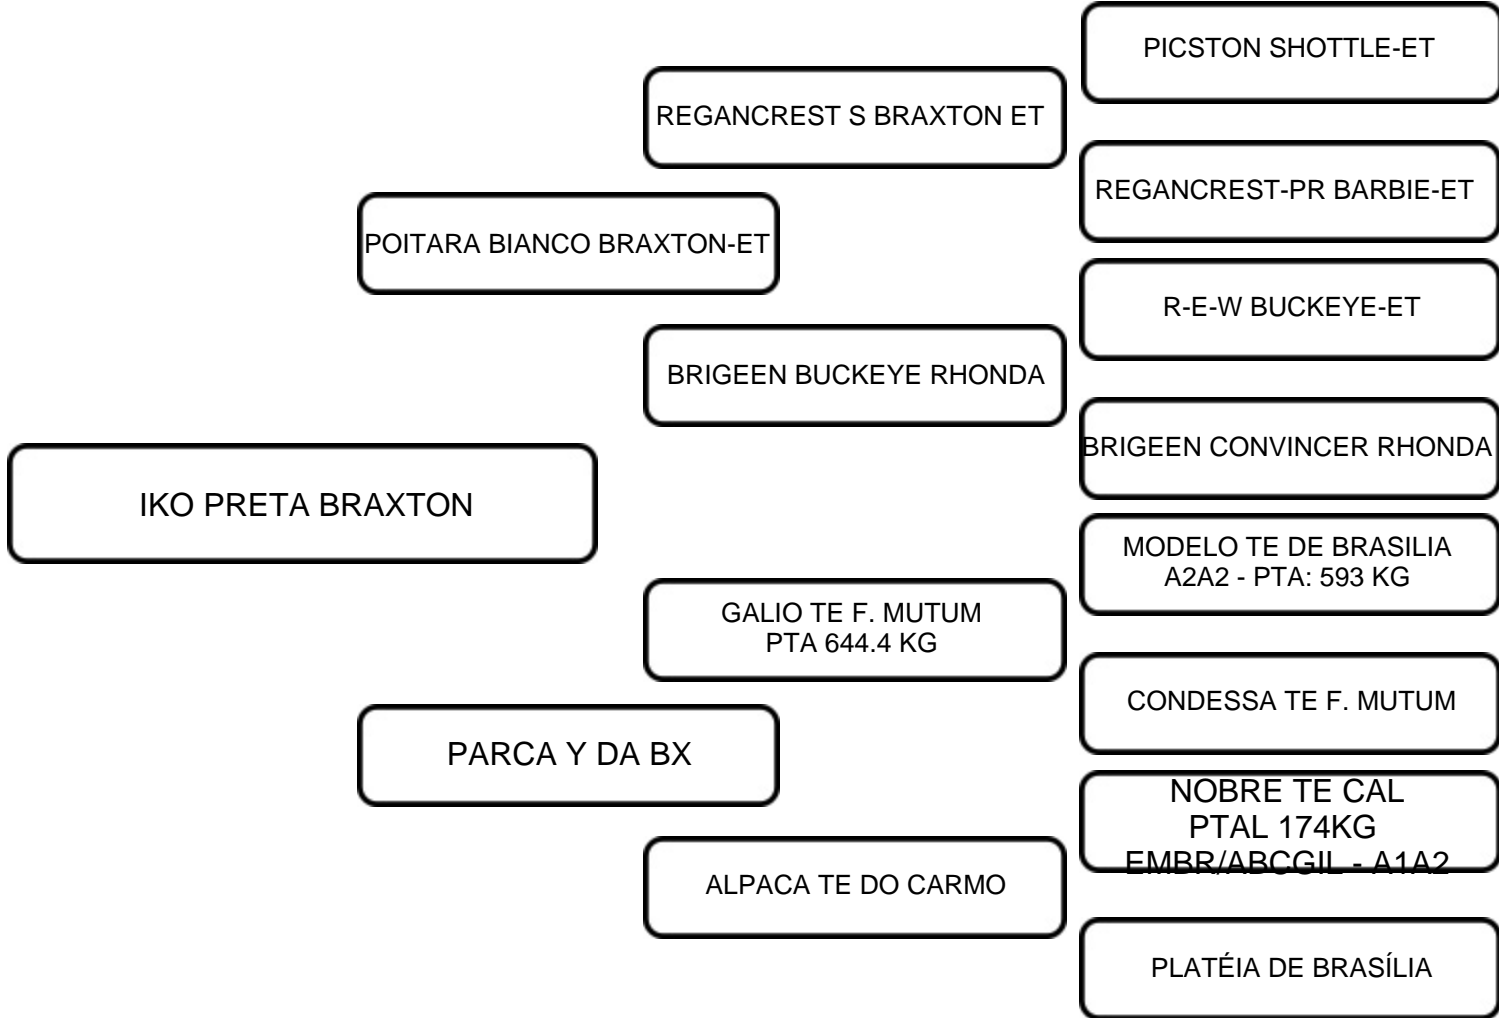 PICSTON SHOTTLE-ET
REGANCREST S BRAXTON ET
REGANCREST-PR BARBIE-ET
POITARA BIANCO BRAXTON-ET
R-E-W BUCKEYE-ET
BRIGEEN BUCKEYE RHONDA
BRIGEEN CONVINCER RHONDA
IKO PRETA BRAXTON
MODELO TE DE BRASILIA
A2A2 - PTA: 593 KG
GALIO TE F. MUTUM
PTA 644.4 KG
CONDESSA TE F. MUTUM
PARCA Y DA BX
NOBRE TE CAL
PTAL 174KG
EMBR/ABCGIL - A1A2
ALPACA TE DO CARMO
PLATÉIA DE BRASÍLIA